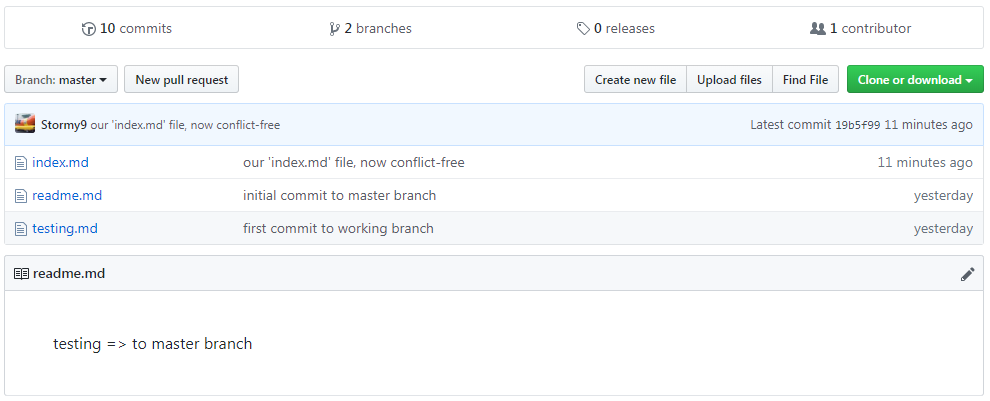 10 commits 2 branches 0 releases 1 contributor
Branch: master New pull request Create new file Upload files Find File Clone or download
Stormy9 our 'index.md' file, now conflict-free Latest commit 19b5f99 11 minutes ago
index.md our 'index.md' file, now conflict-free 11 minutes ago
readme.md initial commit to master branch yesterday
testing.md first commit to working branch yesterday
readme.md
testing => to master branch